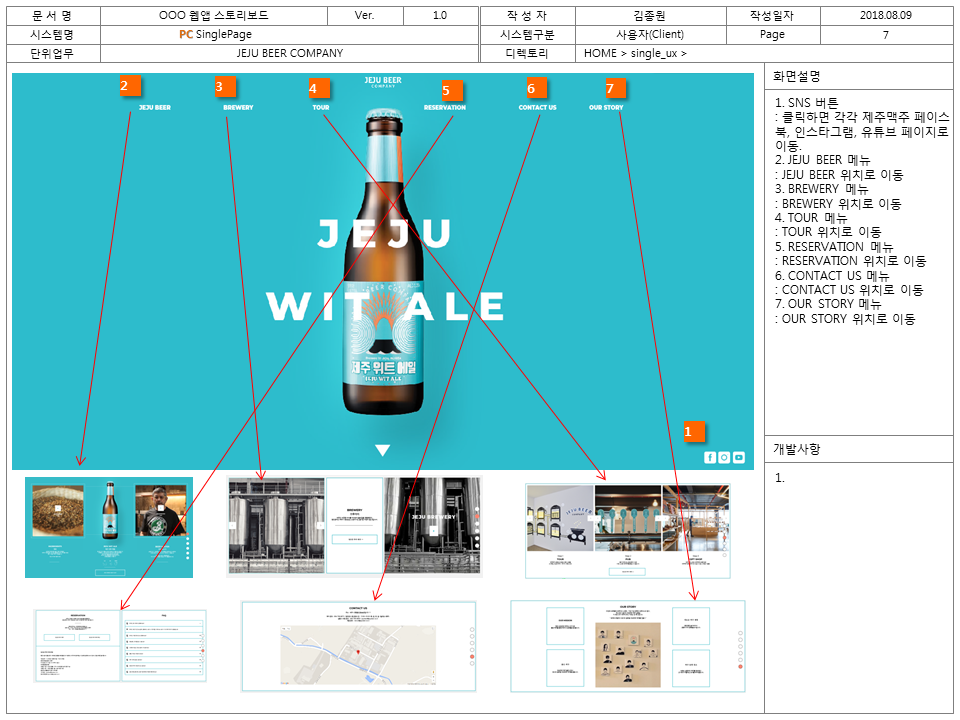 문 서 명 OOO 웹앱 스토리보드 Ver. 1.0 작 성 자 김종원 작성일자 2018.08.09
시스템명 PC SinglePage 시스템구분 사용자(Client) Page 7
단위업무 JEJU BEER COMPANY 디렉토리 HOME > single_ux >
화면설명
1. SNS 버튼
: 클릭하면 각각 제주맥주 페이스
북, 인스타그램, 유튜브 페이지로
이동.
2. JEJU BEER 메뉴
: JEJU BEER 위치로 이동
3. BREWERY 메뉴
: BREWERY 위치로 이동
4. TOUR 메뉴
: TOUR 위치로 이동
5. RESERVATION 메뉴
: RESERVATION 위치로 이동
6. CONTACT US 메뉴
: CONTACT US 위치로 이동
7. OUR STORY 메뉴
: OUR STORY 위치로 이동
개발사항
1.
JEJU BEER
COMPANY
2 3 4 5 6 7
JEJU BEER BREWERY TOUR RESERVATION CONTACT US OUR STORY
JEJU
WIT ALE
제주 위트 에일
JEJU WIT ALE
1
BREWERY
JEJU BREWERY
JEJU BEER
RESERVATION
FAQ
CONTACT US
OUR STORY